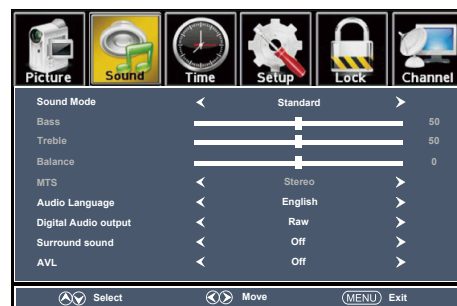 Picture Sound Time Setup Lock Channel
Sound Mode Standard
Bass 50
Treble 50
Balance 0
MTS Stereo
Audio Language English
Digital Audio output Raw
Surround sound Off
AVL Off
Select Move MENU Exit